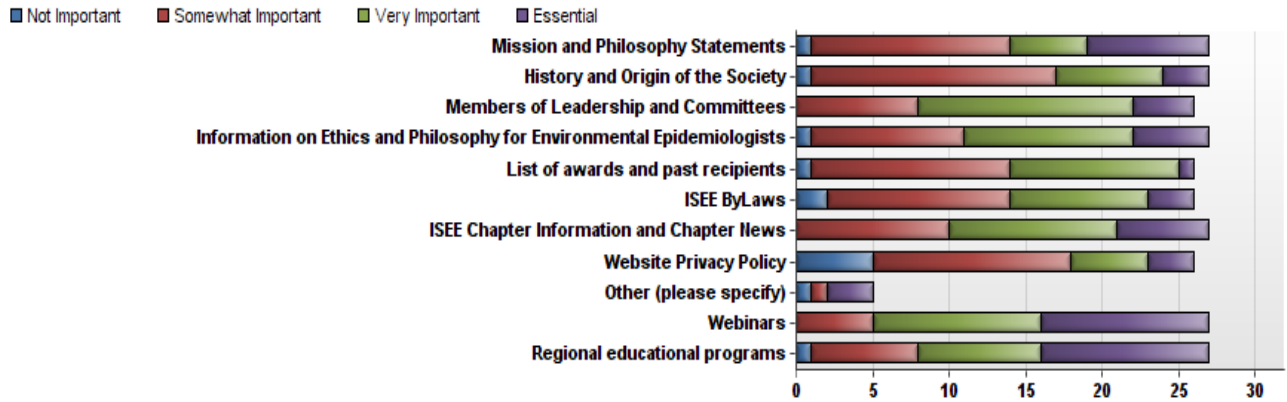 Not Important Somewhat Important Very Important Essential
Mission and Philosophy Statements
History and Origin of the Society
Members of Leadership and Committees
Information on Ethics and Philosophy for Environmental Epidemiologists
List of awards and past recipients
ISEE ByLaws
ISEE Chapter Information and Chapter News
Website Privacy Policy
Other (please specify)
Webinars
Regional educational programs
0 5 10 15 20 25 30